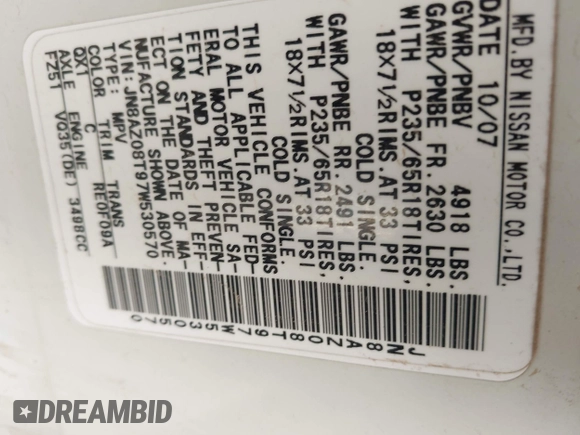 MFD.BY NISSAN MOTOR CO.,LTD.
DATE 10/07
GVWR/PNBV 4918 LBS.
GAWR/PNBE FR. 2630 LBS.
WITH P235/65R18TIRES,
18X7½RIMS.AT 33 PSI
COLD SINGLE.
GAWR/PNBE RR. 2491 LBS.
WITH P235/65R18TIRES,
18X7½RIMS.AT 33 PSI
COLD SINGLE.
THIS VEHICLE CONFORMS
TO ALL APPLICABLE FED-
ERAL MOTOR VEHICLE SA-
FETY AND THEFT PREVEN-
TION STANDARDS IN EFF-
ECT ON THE DATE OF MA-
NUFACTURE SHOWN ABOVE.
VIN:JN8AZ08T97W530570
TYPE: MPV
COLOR TRIM TRANS
QX1 C RE0F09A
AXLE ENGINE
FZ51 VQ35(DE) 3498CC
JN8AZ08T97W530570
DREAMBID